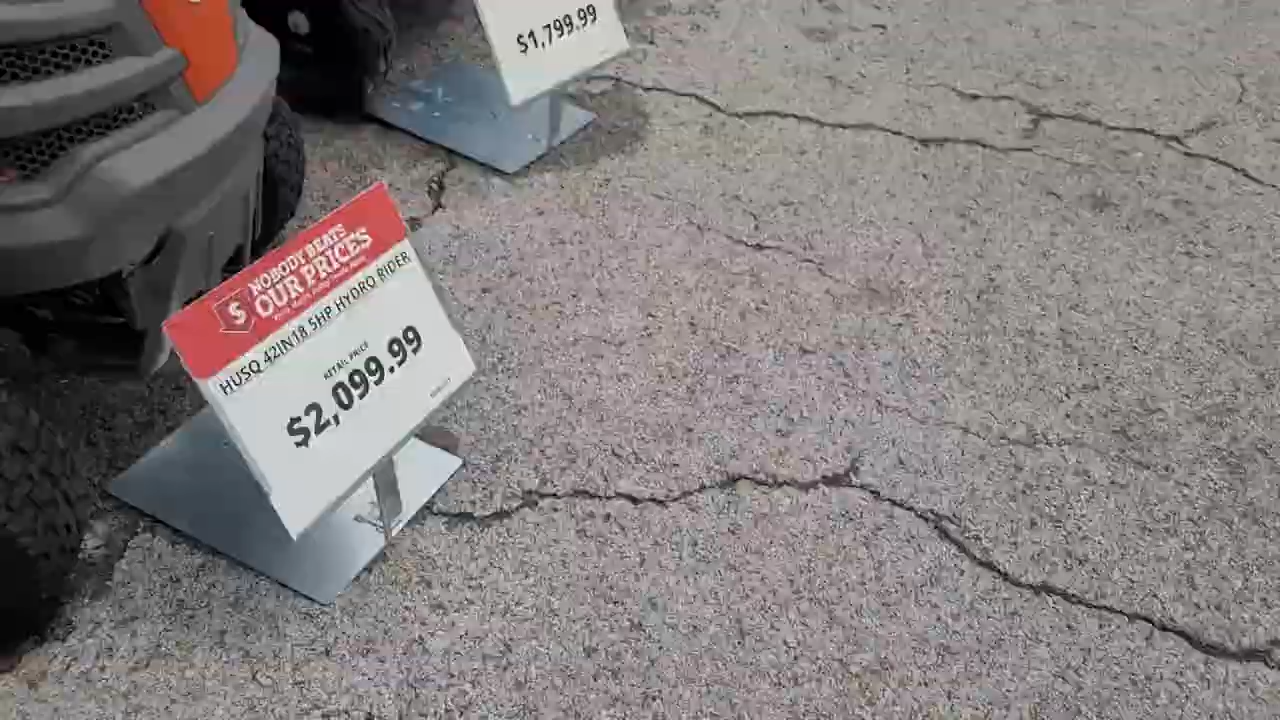 $1,799.99
$
NOBODY BEATS
OUR PRICES
HUSQ 42IN18.5HP HYDRO RIDER
RETAIL PRICE
$2,099.99